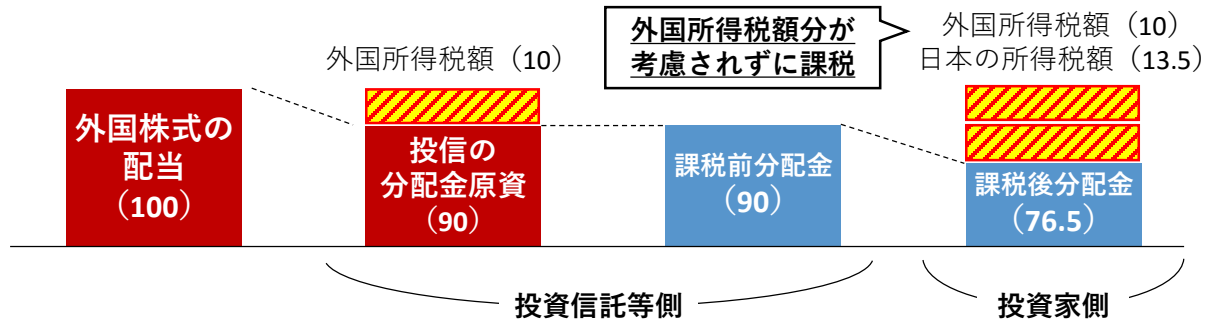 外国所得税額分が
考慮されずに課税
外国所得税額（10）
外国所得税額（10）
日本の所得税額（13.5）
外国株式の
配当
（100）
投信の
分配金原資
（90）
課税前分配金
（90）
課税後分配金
（76.5）
投資信託等側
投資家側